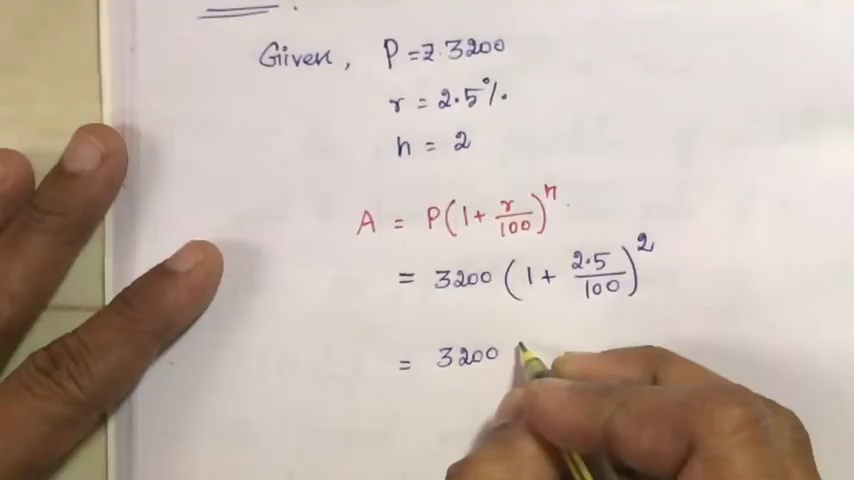 Given, P = ₹.3200
r = 2.5%.
n = 2
A = P(1 + r/100)^n.
= 3200 (1 + 2.5/100)^2
= 3200